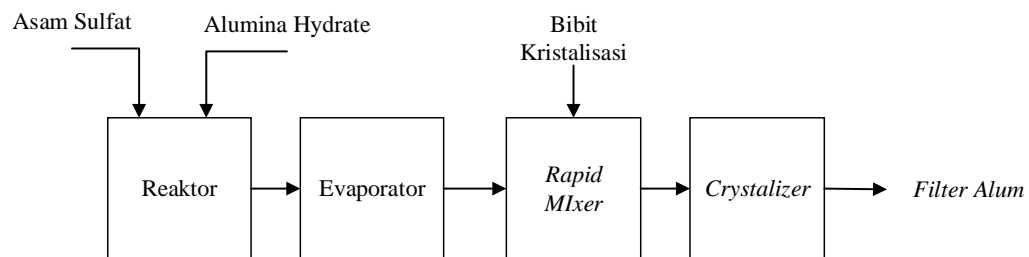 Asam Sulfat
Alumina Hydrate
Bibit
Kristalisasi
Reaktor
Evaporator
Rapid
MIxer
Crystalizer
Filter Alum